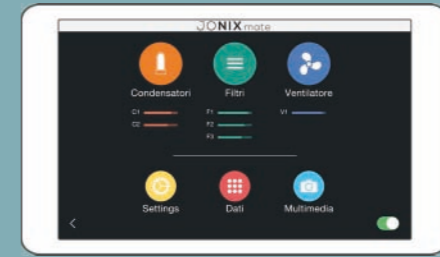 JONIX mate
Condensatori Filtri Ventilatore
C1 F1 V1
C2 F2
F3
Settings Dati Multimedia